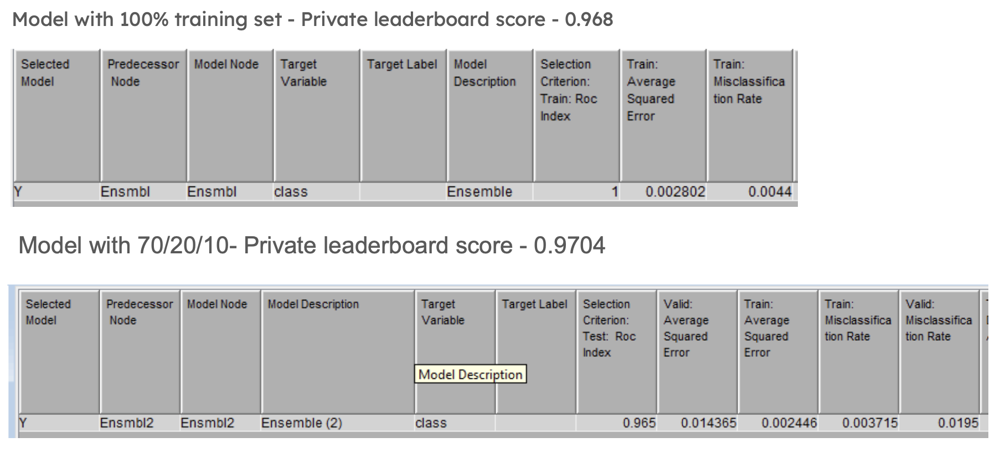 Model with 100% training set - Private leaderboard score - 0.968
Selected Predecessor Model Node Target Target Label Model Selection Train: Train:
Model Node Variable Description Criterion: Average Misclassifica
Train: Roc Squared tion Rate
Index Error
Y Ensmbl Ensmbl class Ensemble 1 0.002802 0.0044
Model with 70/20/10- Private leaderboard score - 0.9704
Selected Predecessor Model Node Model Description Target Target Label Selection Valid: Train: Train: Valid:
Model Node Variable Criterion: Average Average Misclassifica Misclassifica
Test: Roc Squared Squared tion Rate tion Rate
Index Error Error
Model Description
Y Ensmbl2 Ensmbl2 Ensemble (2) class 0.965 0.014365 0.002446 0.003715 0.0195